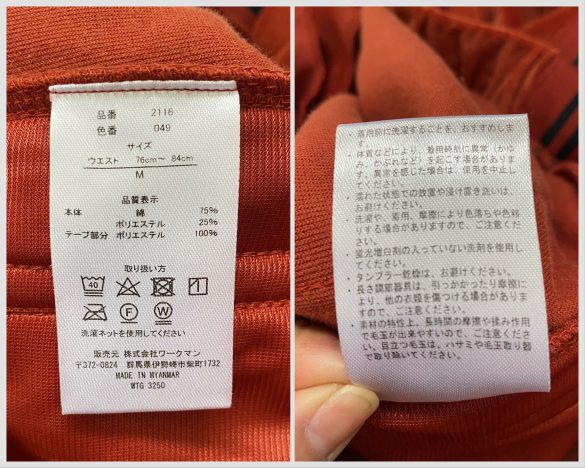 品番 2116
色番 049
サイズ
ウエスト 76cm～ 84cm
M
品質表示
本体 綿 75%
ポリエステル 25%
テープ部分 ポリエステル 100%
取り扱い方
40
F W
洗濯ネットを使用してください
販売元 株式会社ワークマン
〒372-0824 群馬県伊勢崎市柴町1732
MADE IN MYANMAR
WTG 3250
・着用前に洗濯することを、おすすめしま
す。
・体質などにより、着用時肌に異常（かゆ
み、かぶれなど）を起こす場合がありま
す。異常を感じた場合は、使用を中止し
てください。
・濡れた状態での放置や浸け置き洗いは、
お避けください。
・洗濯や、着用、摩擦により色落ちや色移
りする場合がありますので、ご注意くだ
さい。
・蛍光増白剤の入っていない洗剤を使用し
てください。
・タンブラー乾燥は、お避けください。
・長さ調節器具は、引っかかったり摩擦に
より、他の衣類を傷つける場合がありま
すので、ご注意ください。
・素材の特性上、長時間の摩擦や揉み作用
で毛玉が出来やすいので、ご注意くださ
い。目立つ毛玉は、ハサミや毛玉取り器
で取り除いてください。